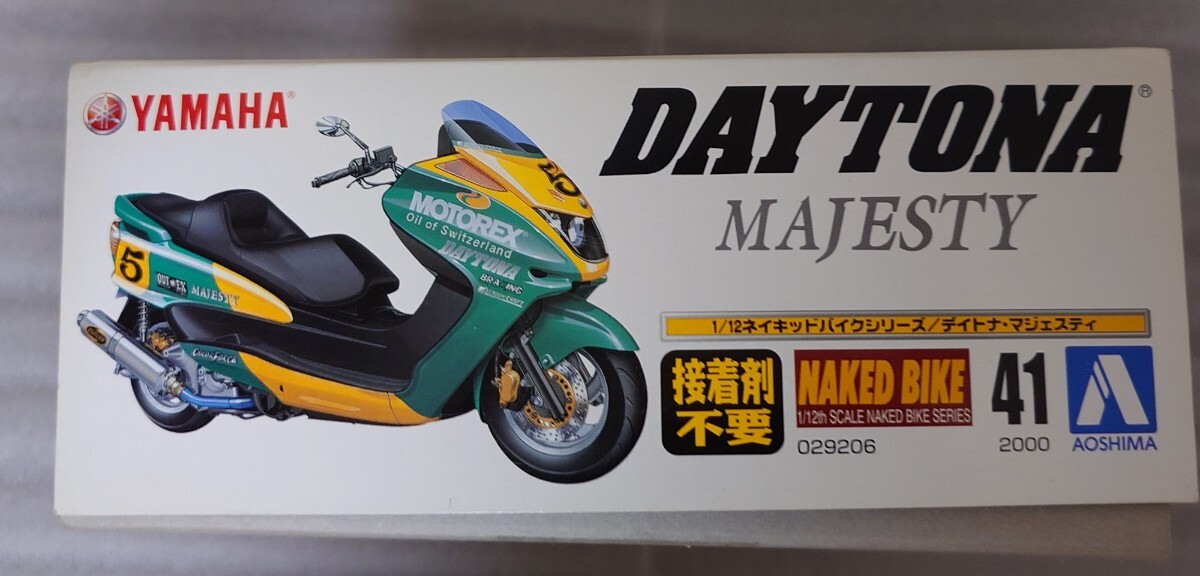 YAMAHA®
DAYTONA®
MAJESTY
5
MOTOREX®
Oil of Switzerland
DAYTONA
5
MAJESTY
COLORFORCE
1/12ネイキッドバイクシリーズ/デイトナ・マジェスティ
接着剤
不要
NAKED BIKE
1/12th SCALE NAKED BIKE SERIES
029206
41
2000
AOSHIMA